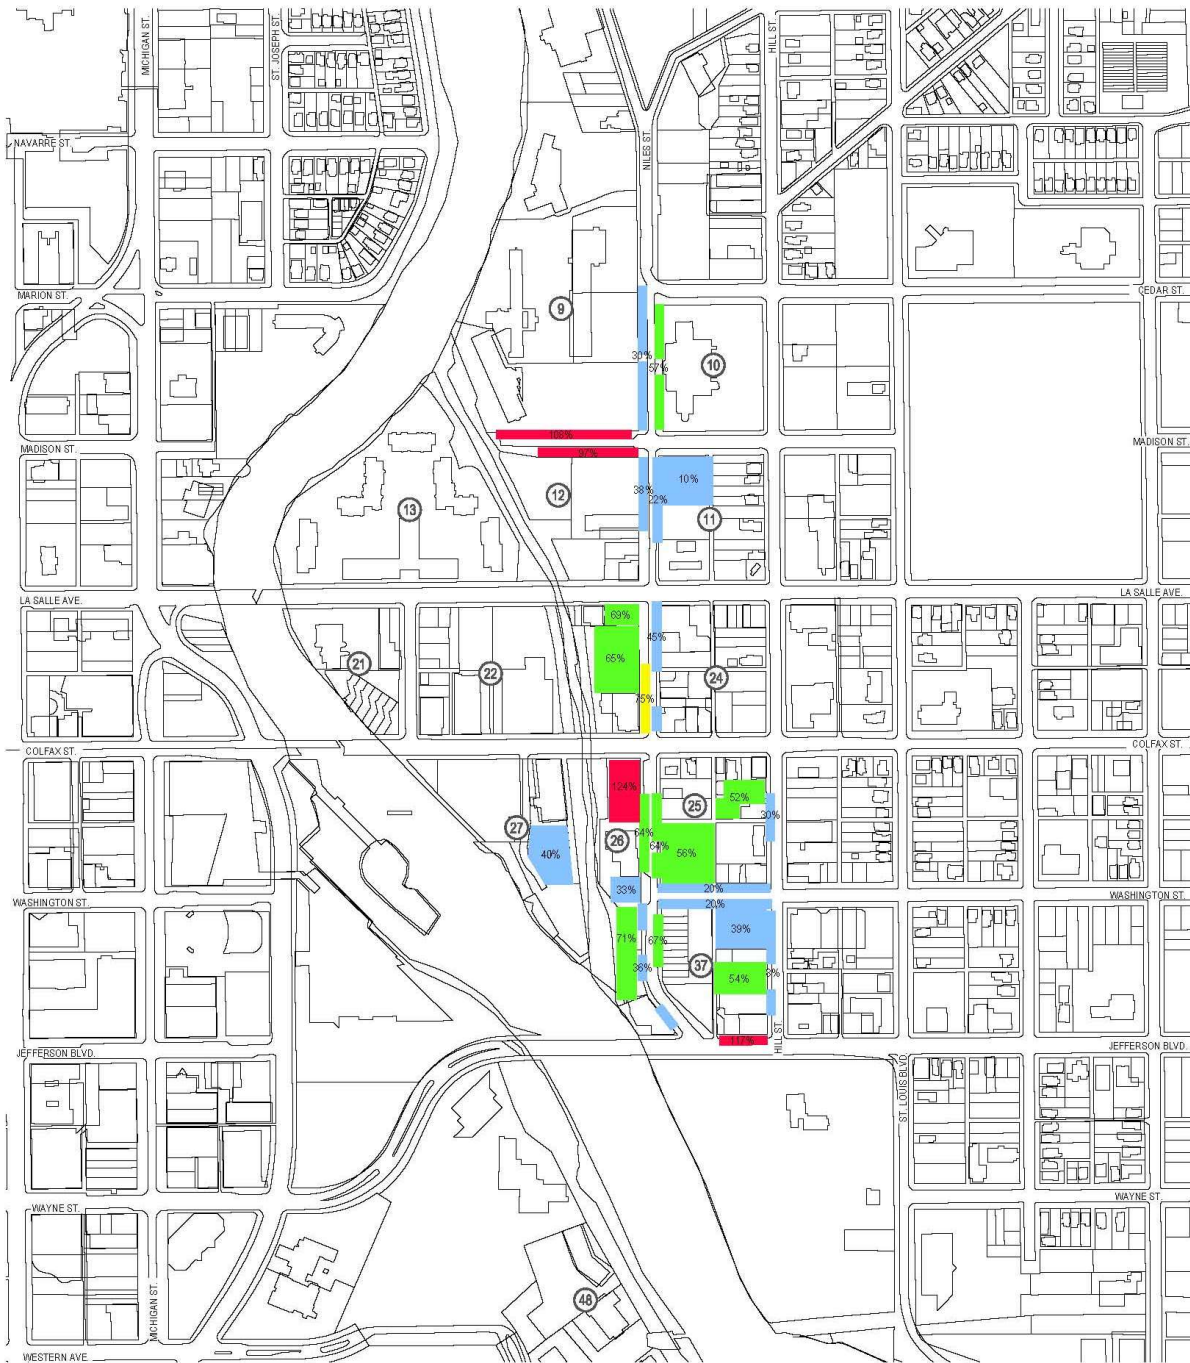 MICHIGAN ST.
ST. JOSEPH ST.
HILL ST.
NILES ST.
NAVARRE ST.
MARION ST.
CEDAR ST.
9
30%
57%
10
106%
MADISON ST.
MADISON ST.
97%
10%
38%
22%
12
13
11
LA SALLE AVE.
LA SALLE AVE.
69%
45%
65%
21
22
24
75%
COLFAX ST.
COLFAX ST.
124%
52%
25
30%
27
26
64%
64%
40%
56%
33%
20%
WASHINGTON ST.
WASHINGTON ST.
20%
71%
67%
39%
36%
37
54%
117%
HILL ST.
JEFFERSON BLVD.
JEFFERSON BLVD.
ST. LOUIS BLVD.
WAYNE ST.
WAYNE ST.
48
MICHIGAN ST.
WESTERN AVE.